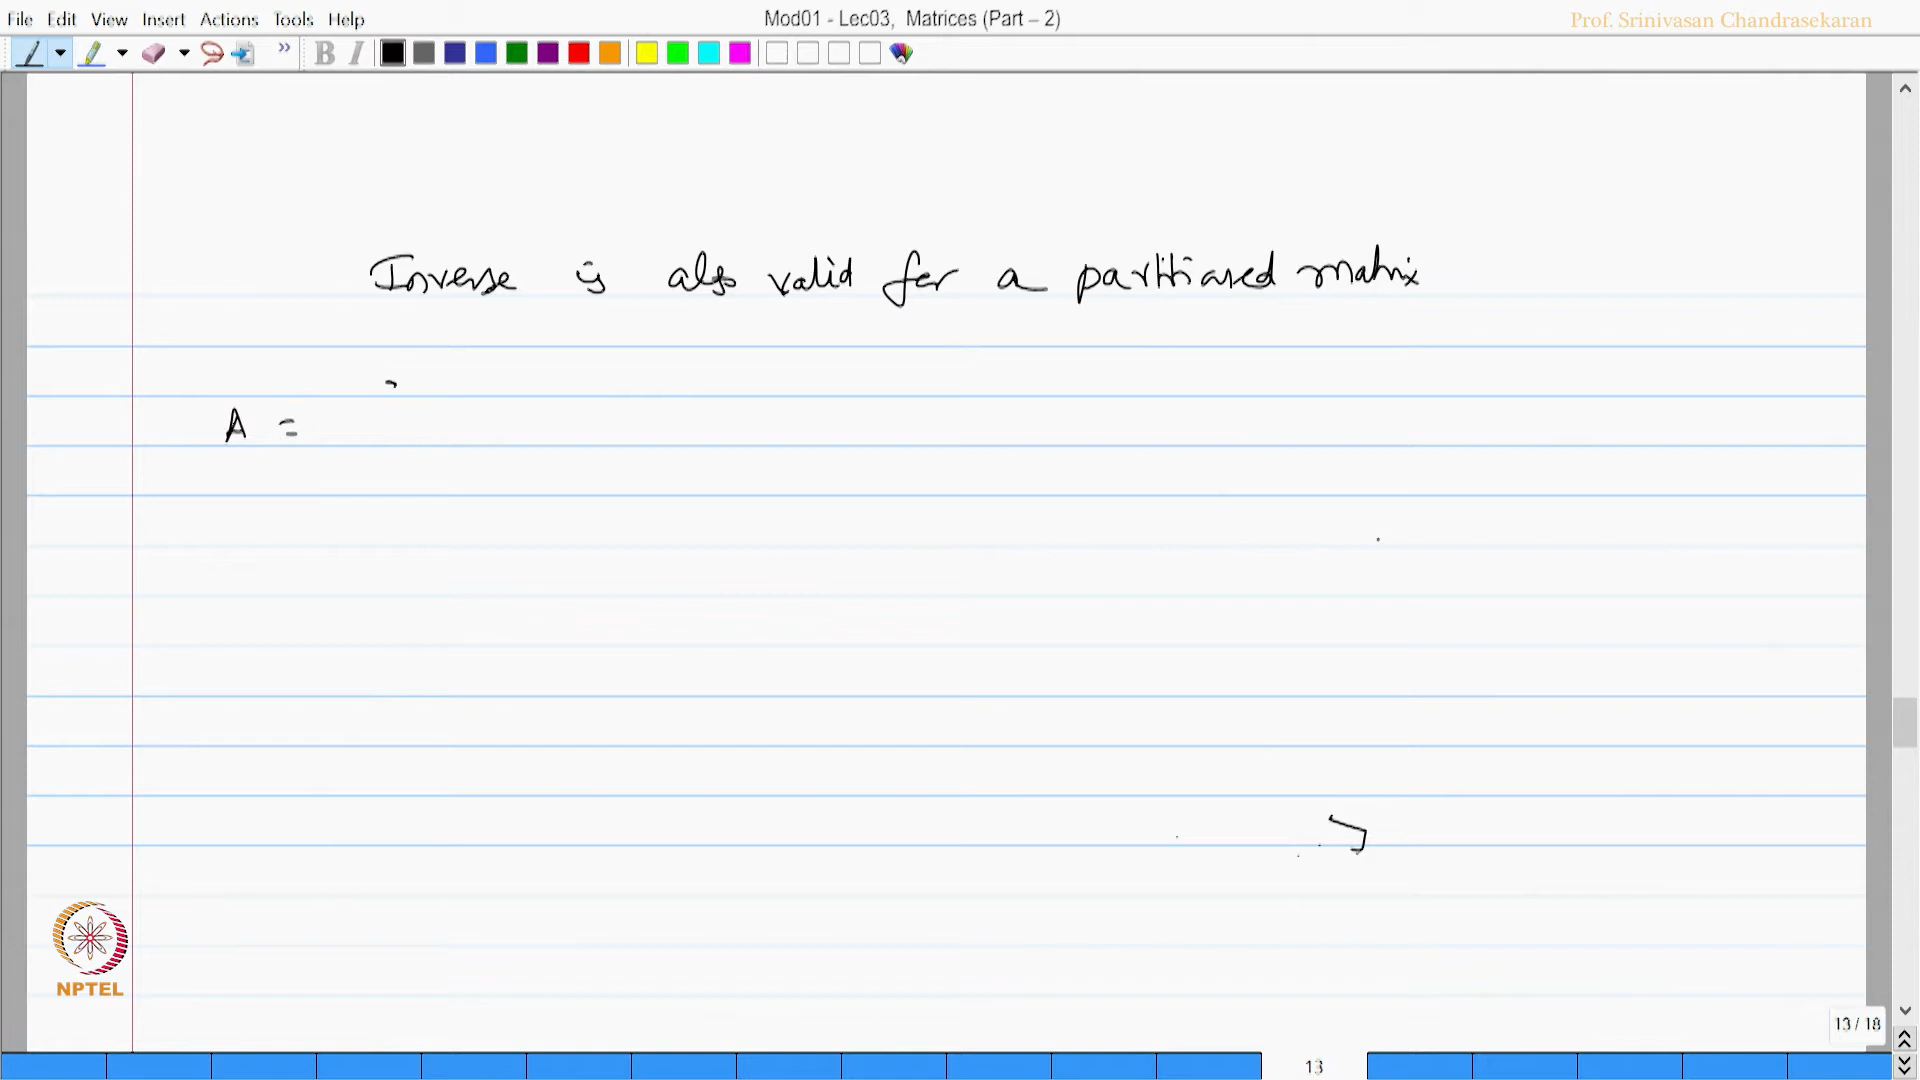 File Edit View Insert Actions Tools Help
Mod01 - Lec03, Matrices (Part – 2)
Prof. Srinivasan Chandrasekaran
B I
Inverse is also valid for a partitioned matrix
A =
NPTEL
13 / 18
13